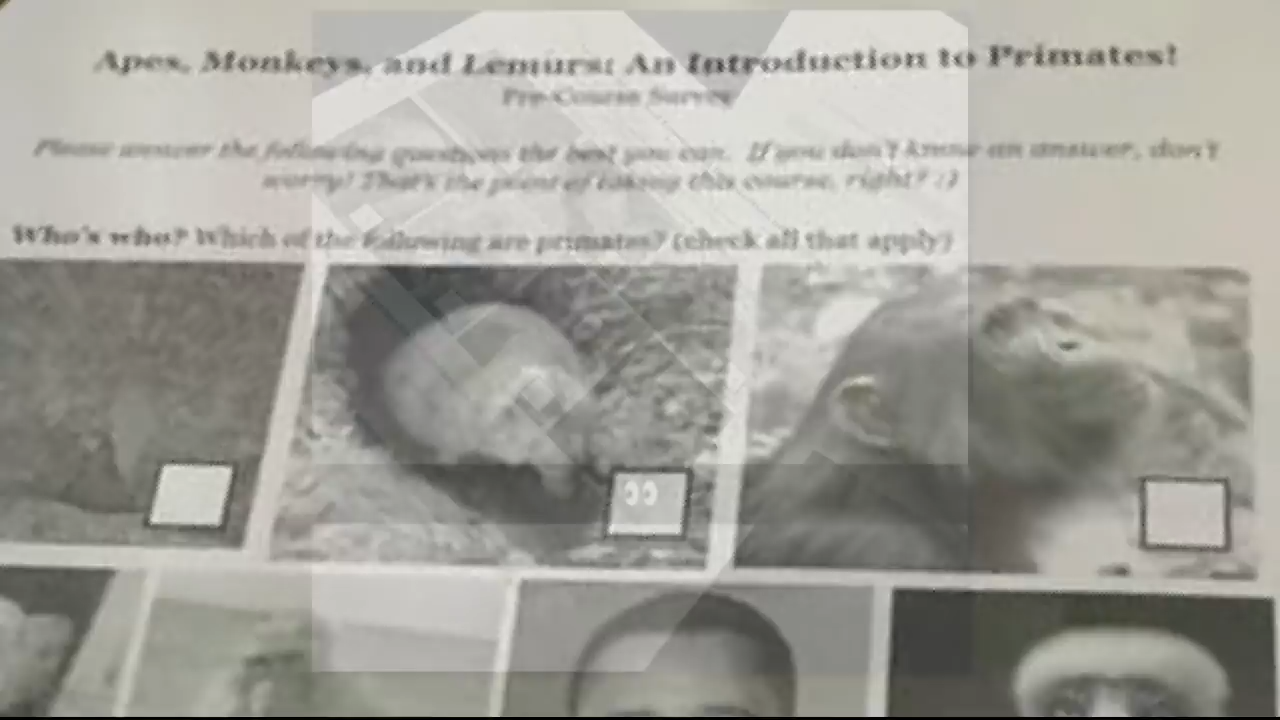 Apes, Monkeys, and Lemurs: An Introduction to Primates!
Pre-Course Survey
Please answer the following questions the best you can. If you don't know an answer, don't
worry! That's the point of taking this course, right? :)
Who's who? Which of the following are primates? (check all that apply)